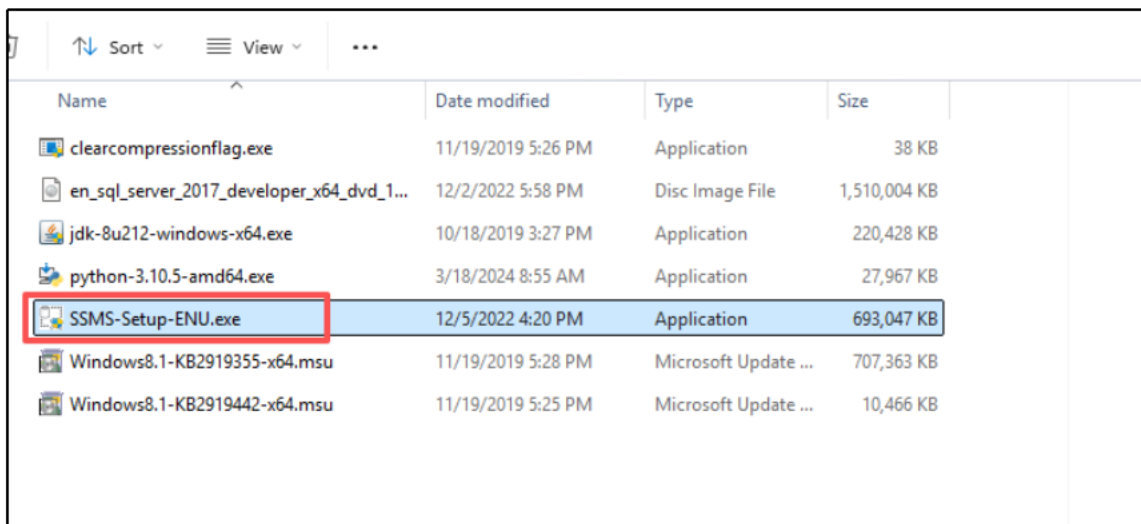 Sort View ...
Name Date modified Type Size
clearcompressionflag.exe 11/19/2019 5:26 PM Application 38 KB
en_sql_server_2017_developer_x64_dvd_1... 12/2/2022 5:58 PM Disc Image File 1,510,004 KB
jdk-8u212-windows-x64.exe 10/18/2019 3:27 PM Application 220,428 KB
python-3.10.5-amd64.exe 3/18/2024 8:55 AM Application 27,967 KB
SSMS-Setup-ENU.exe 12/5/2022 4:20 PM Application 693,047 KB
Windows8.1-KB2919355-x64.msu 11/19/2019 5:28 PM Microsoft Update ... 707,363 KB
Windows8.1-KB2919442-x64.msu 11/19/2019 5:25 PM Microsoft Update ... 10,466 KB